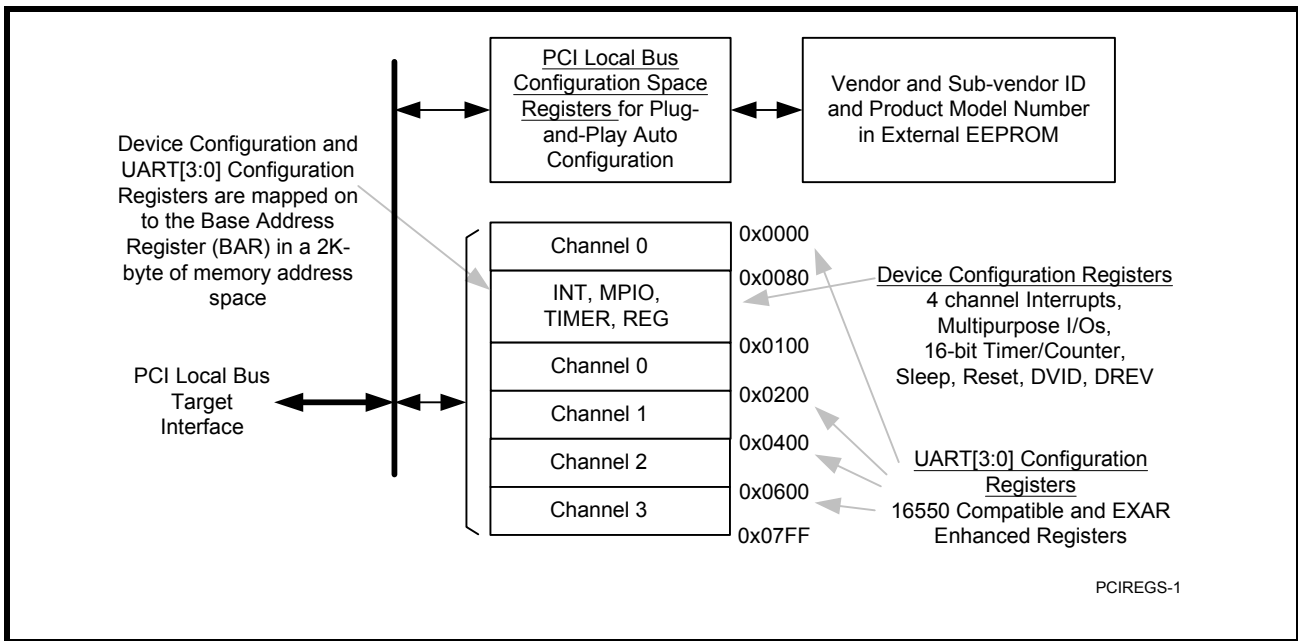 PCI Local Bus
Configuration Space
Registers for Plug-
and-Play Auto
Configuration
Vendor and Sub-vendor ID
and Product Model Number
in External EEPROM
Device Configuration and
UART[3:0] Configuration
Registers are mapped on
to the Base Address
Register (BAR) in a 2K-
byte of memory address
space
PCI Local Bus
Target
Interface
Channel 0
INT, MPIO,
TIMER, REG
Channel 0
Channel 1
Channel 2
Channel 3
0x0000
0x0080
0x0100
0x0200
0x0400
0x0600
0x07FF
Device Configuration Registers
4 channel Interrupts,
Multipurpose I/Os,
16-bit Timer/Counter,
Sleep, Reset, DVID, DREV
UART[3:0] Configuration
Registers
16550 Compatible and EXAR
Enhanced Registers
PCIREGS-1